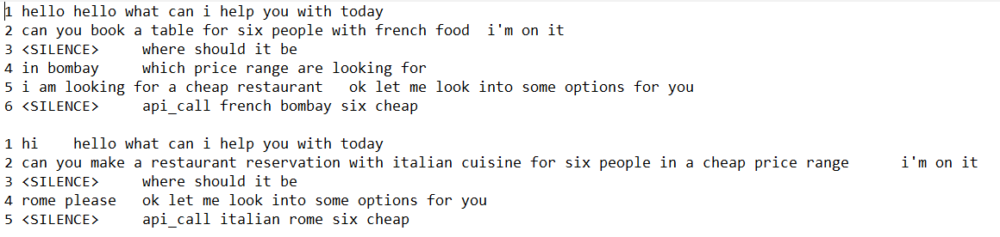 1 hello hello what can i help you with today
2 can you book a table for six people with french food  i'm on it
3 <SILENCE>     where should it be
4 in bombay     which price range are looking for
5 i am looking for a cheap restaurant   ok let me look into some options for you
6 <SILENCE>     api_call french bombay six cheap

1 hi    hello what can i help you with today
2 can you make a restaurant reservation with italian cuisine for six people in a cheap price range      i'm on it
3 <SILENCE>     where should it be
4 rome please   ok let me look into some options for you
5 <SILENCE>     api_call italian rome six cheap